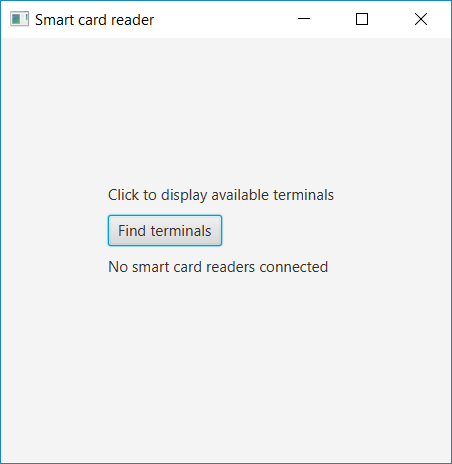 Smart card reader
Click to display available terminals
Find terminals
No smart card readers connected